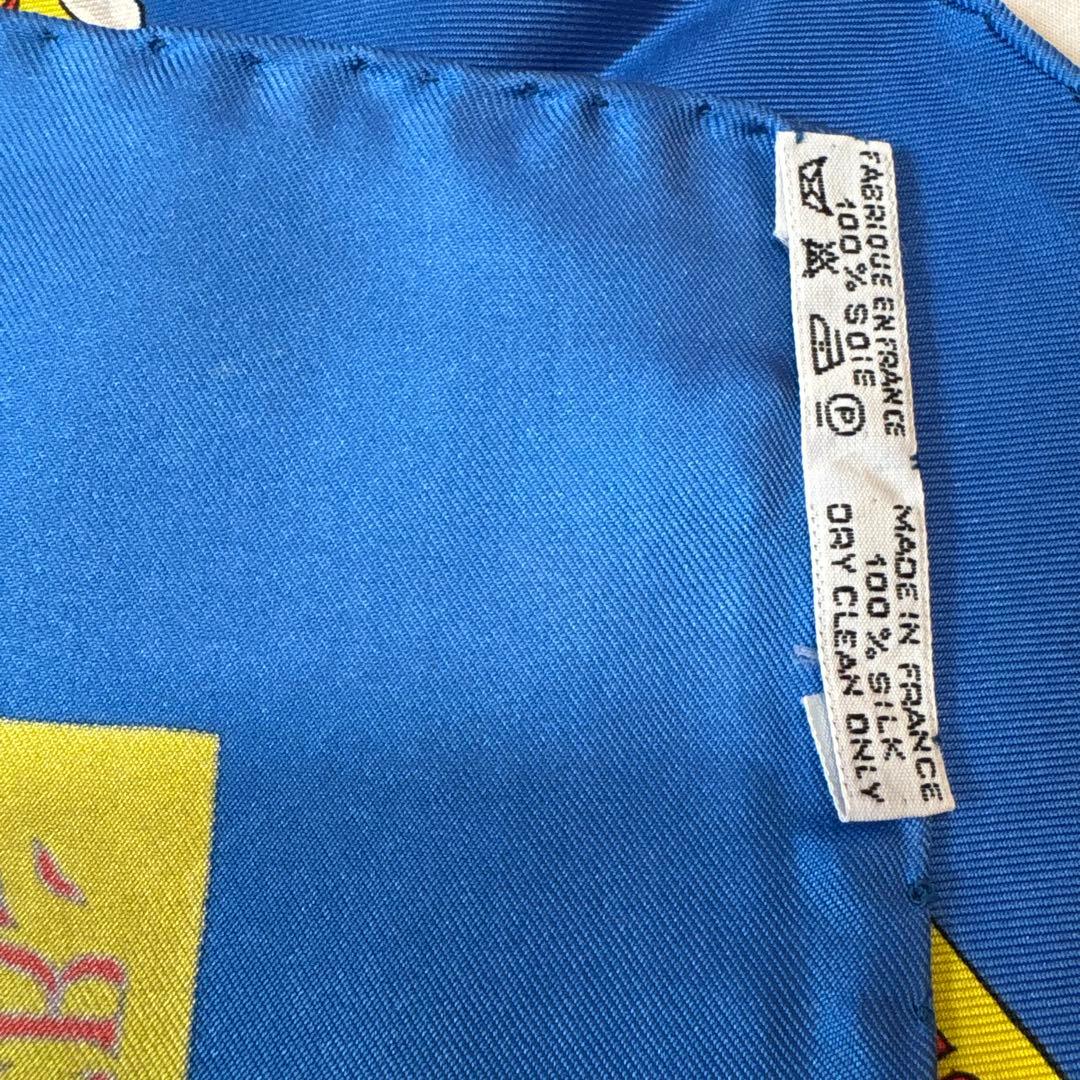 FABRIQUE EN FRANCE
100 % SOIE
P
MADE IN FRANCE
100 % SILK
DRY CLEAN ONLY